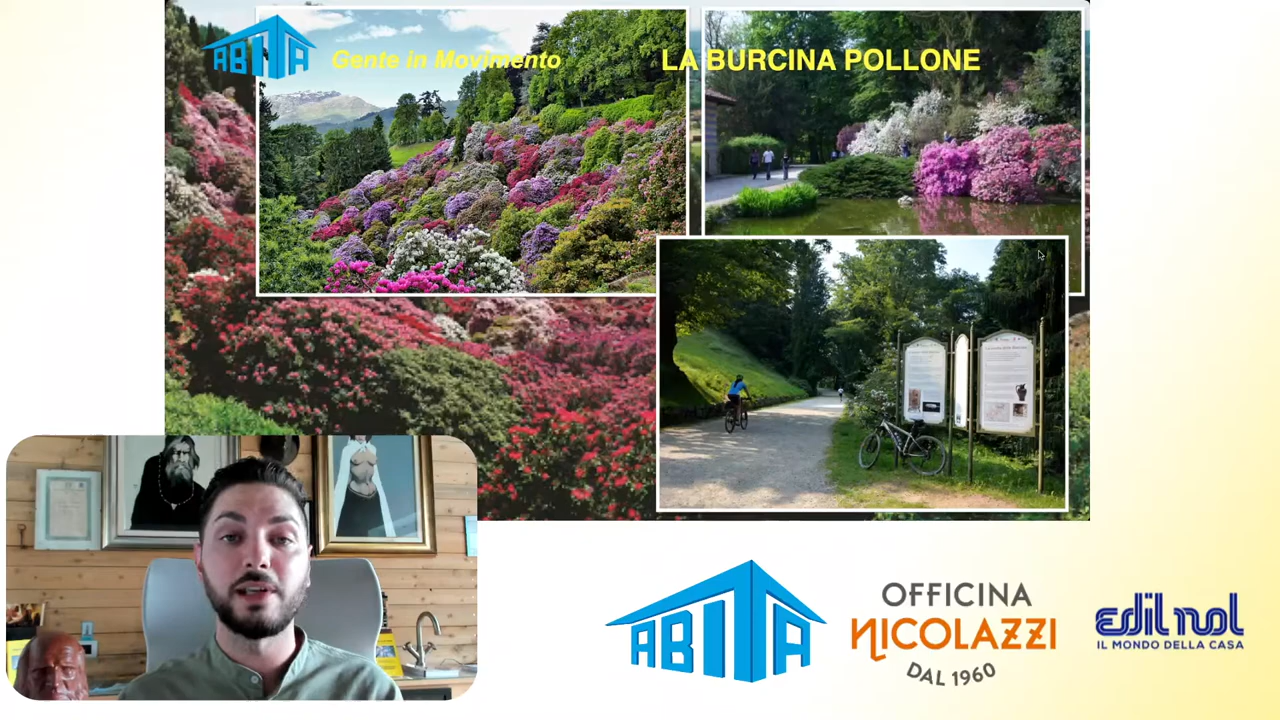 ABITA
Gente in Movimento
LA BURCINA POLLONE
ABITA
OFFICINA
NICOLAZZI
DAL 1960
edilnol
IL MONDO DELLA CASA